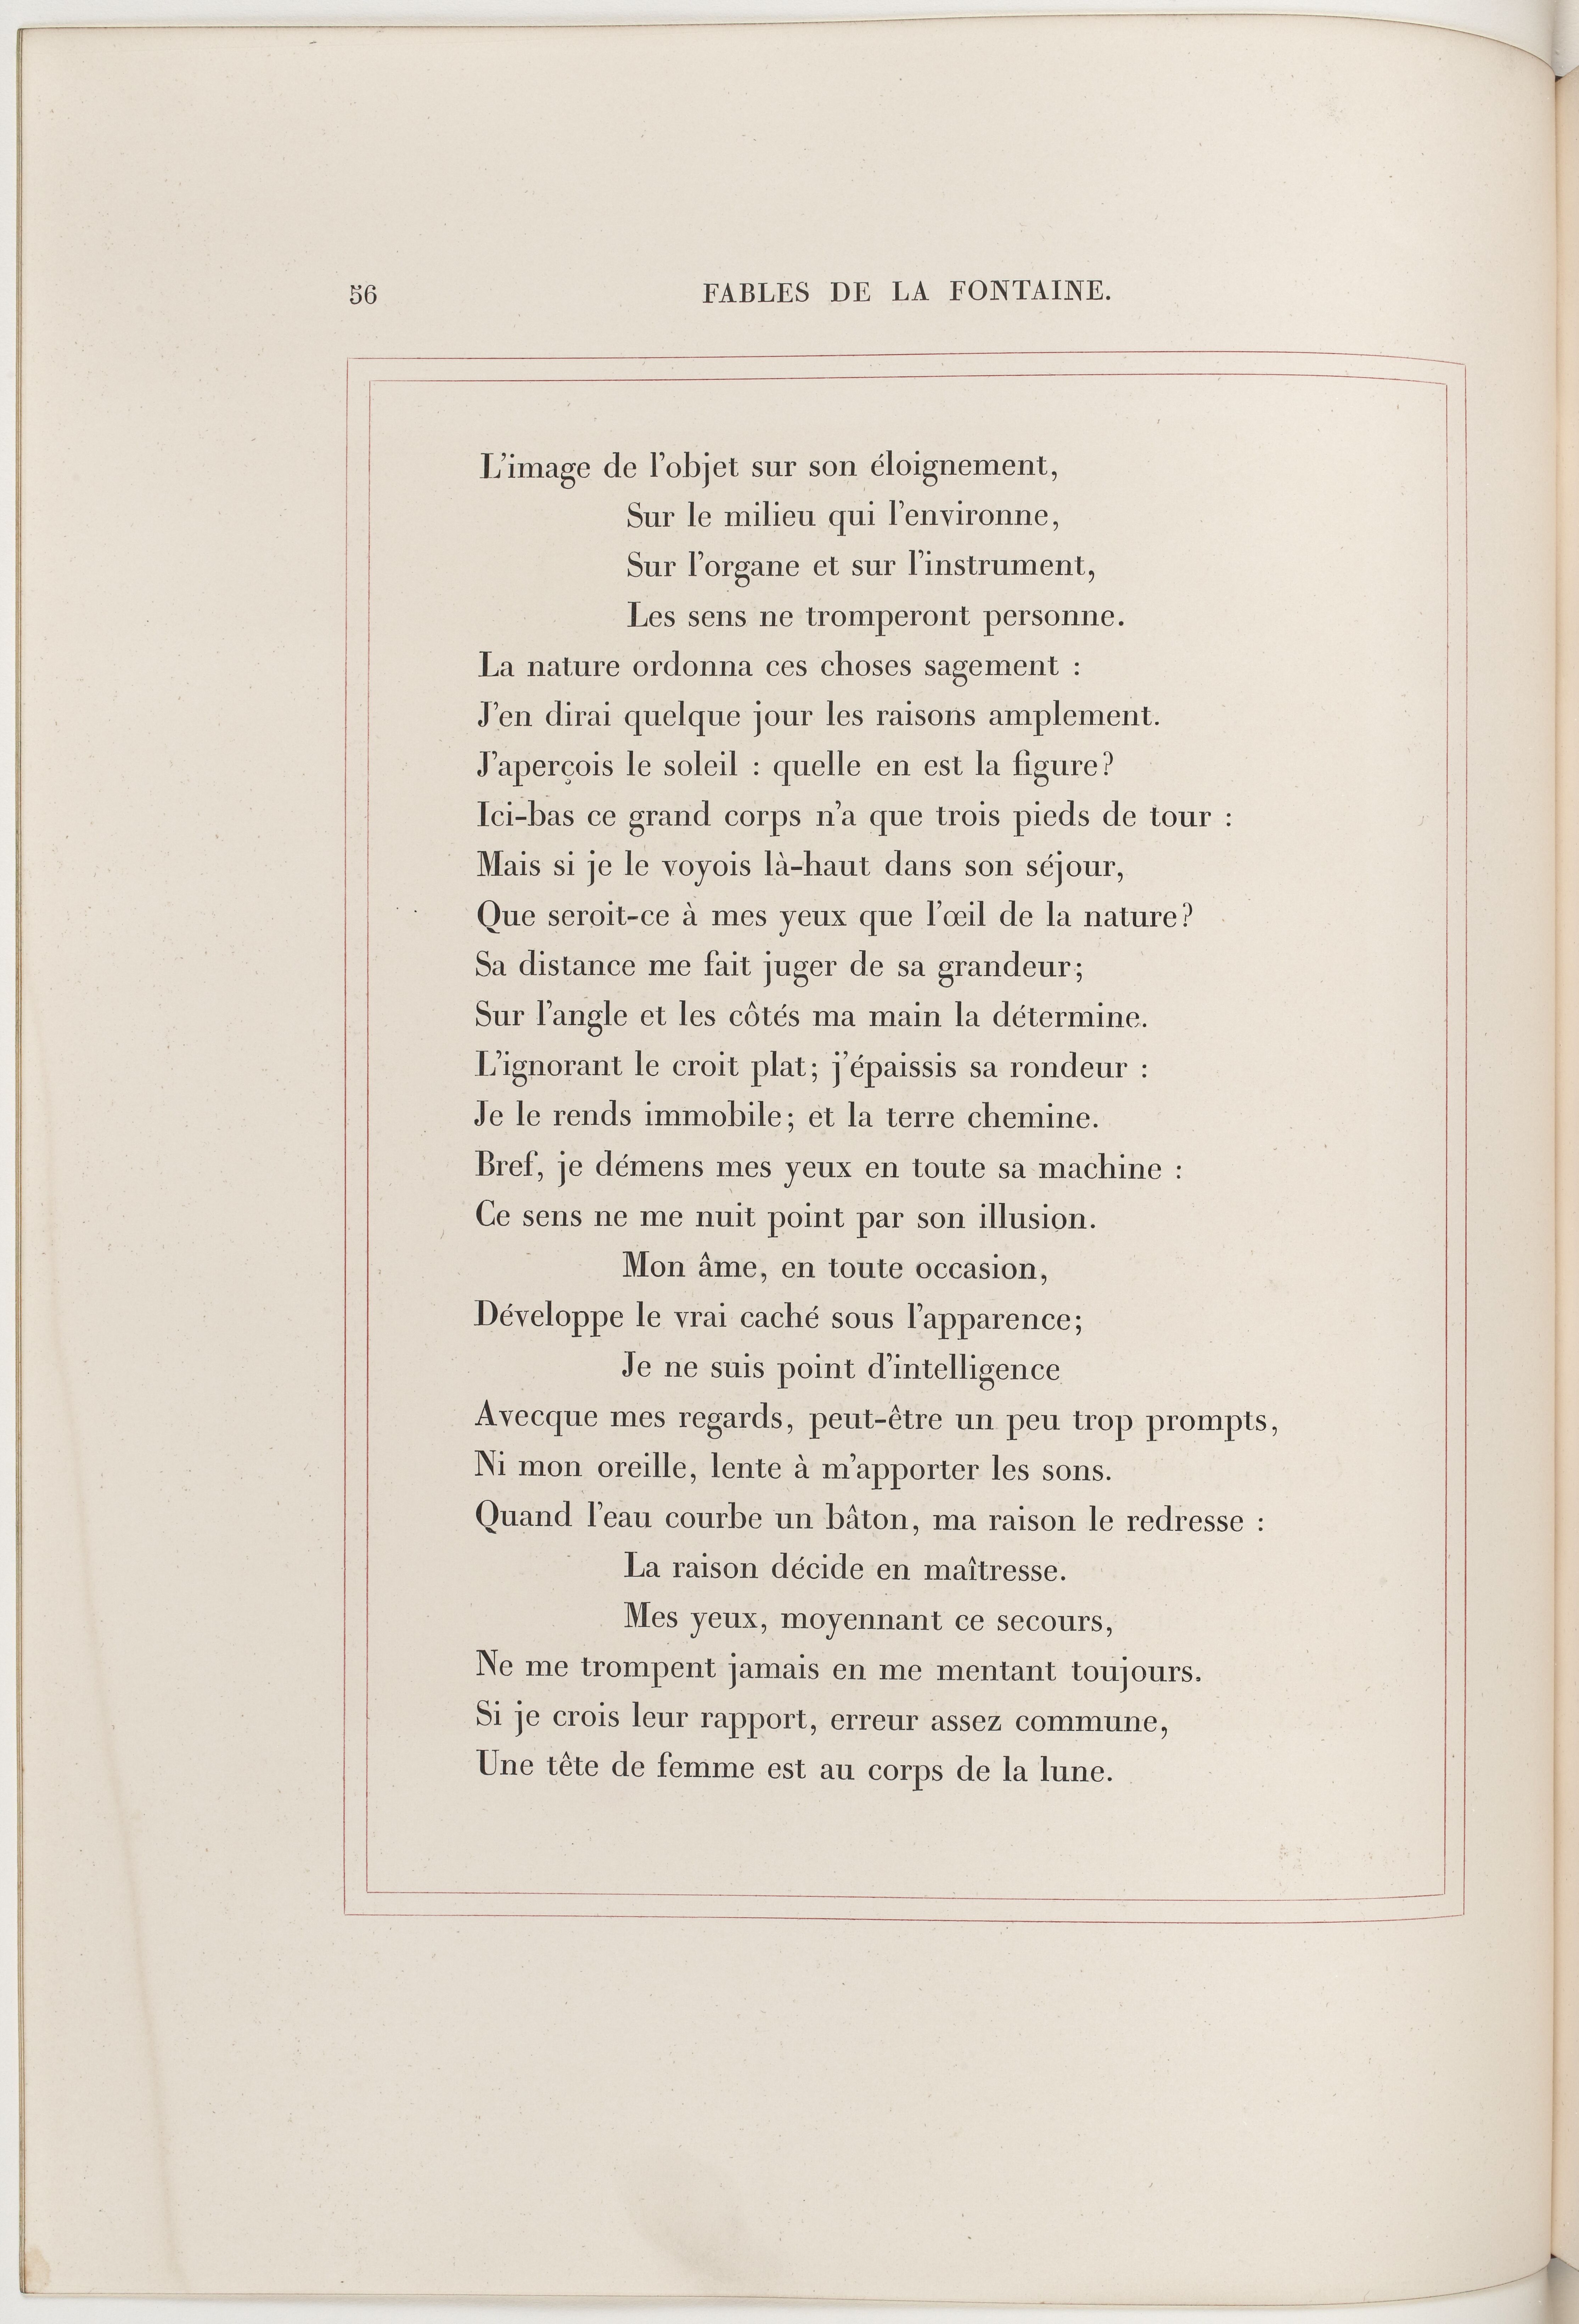 56
FABLES DE LA FONTAINE.
L'image de l'objet sur son éloignement,
Sur le milieu qui l'environne,
Sur l'organe et sur l'instrument,
Les sens ne tromperont personne.
La nature ordonna ces choses sagement :
J'en dirai quelque jour les raisons amplement.
J'aperçois le soleil : quelle en est la figure?
Ici-bas ce grand corps n'a que trois pieds de tour :
Mais si je le voyois là-haut dans son séjour,
Que seroit-ce à mes yeux que l'œil de la nature?
Sa distance me fait juger de sa grandeur;
Sur l'angle et les côtés ma main la détermine.
L'ignorant le croit plat; j'épaissis sa rondeur :
Je le rends immobile; et la terre chemine.
Bref, je démens mes yeux en toute sa machine :
Ce sens ne me nuit point par son illusion.
Mon âme, en toute occasion,
Développe le vrai caché sous l'apparence;
Je ne suis point d'intelligence
Avecque mes regards, peut-être un peu trop prompts,
Ni mon oreille, lente à m'apporter les sons.
Quand l'eau courbe un bâton, ma raison le redresse :
La raison décide en maîtresse.
Mes yeux, moyennant ce secours,
Ne me trompent jamais en me mentant toujours.
Si je crois leur rapport, erreur assez commune,
Une tête de femme est au corps de la lune.